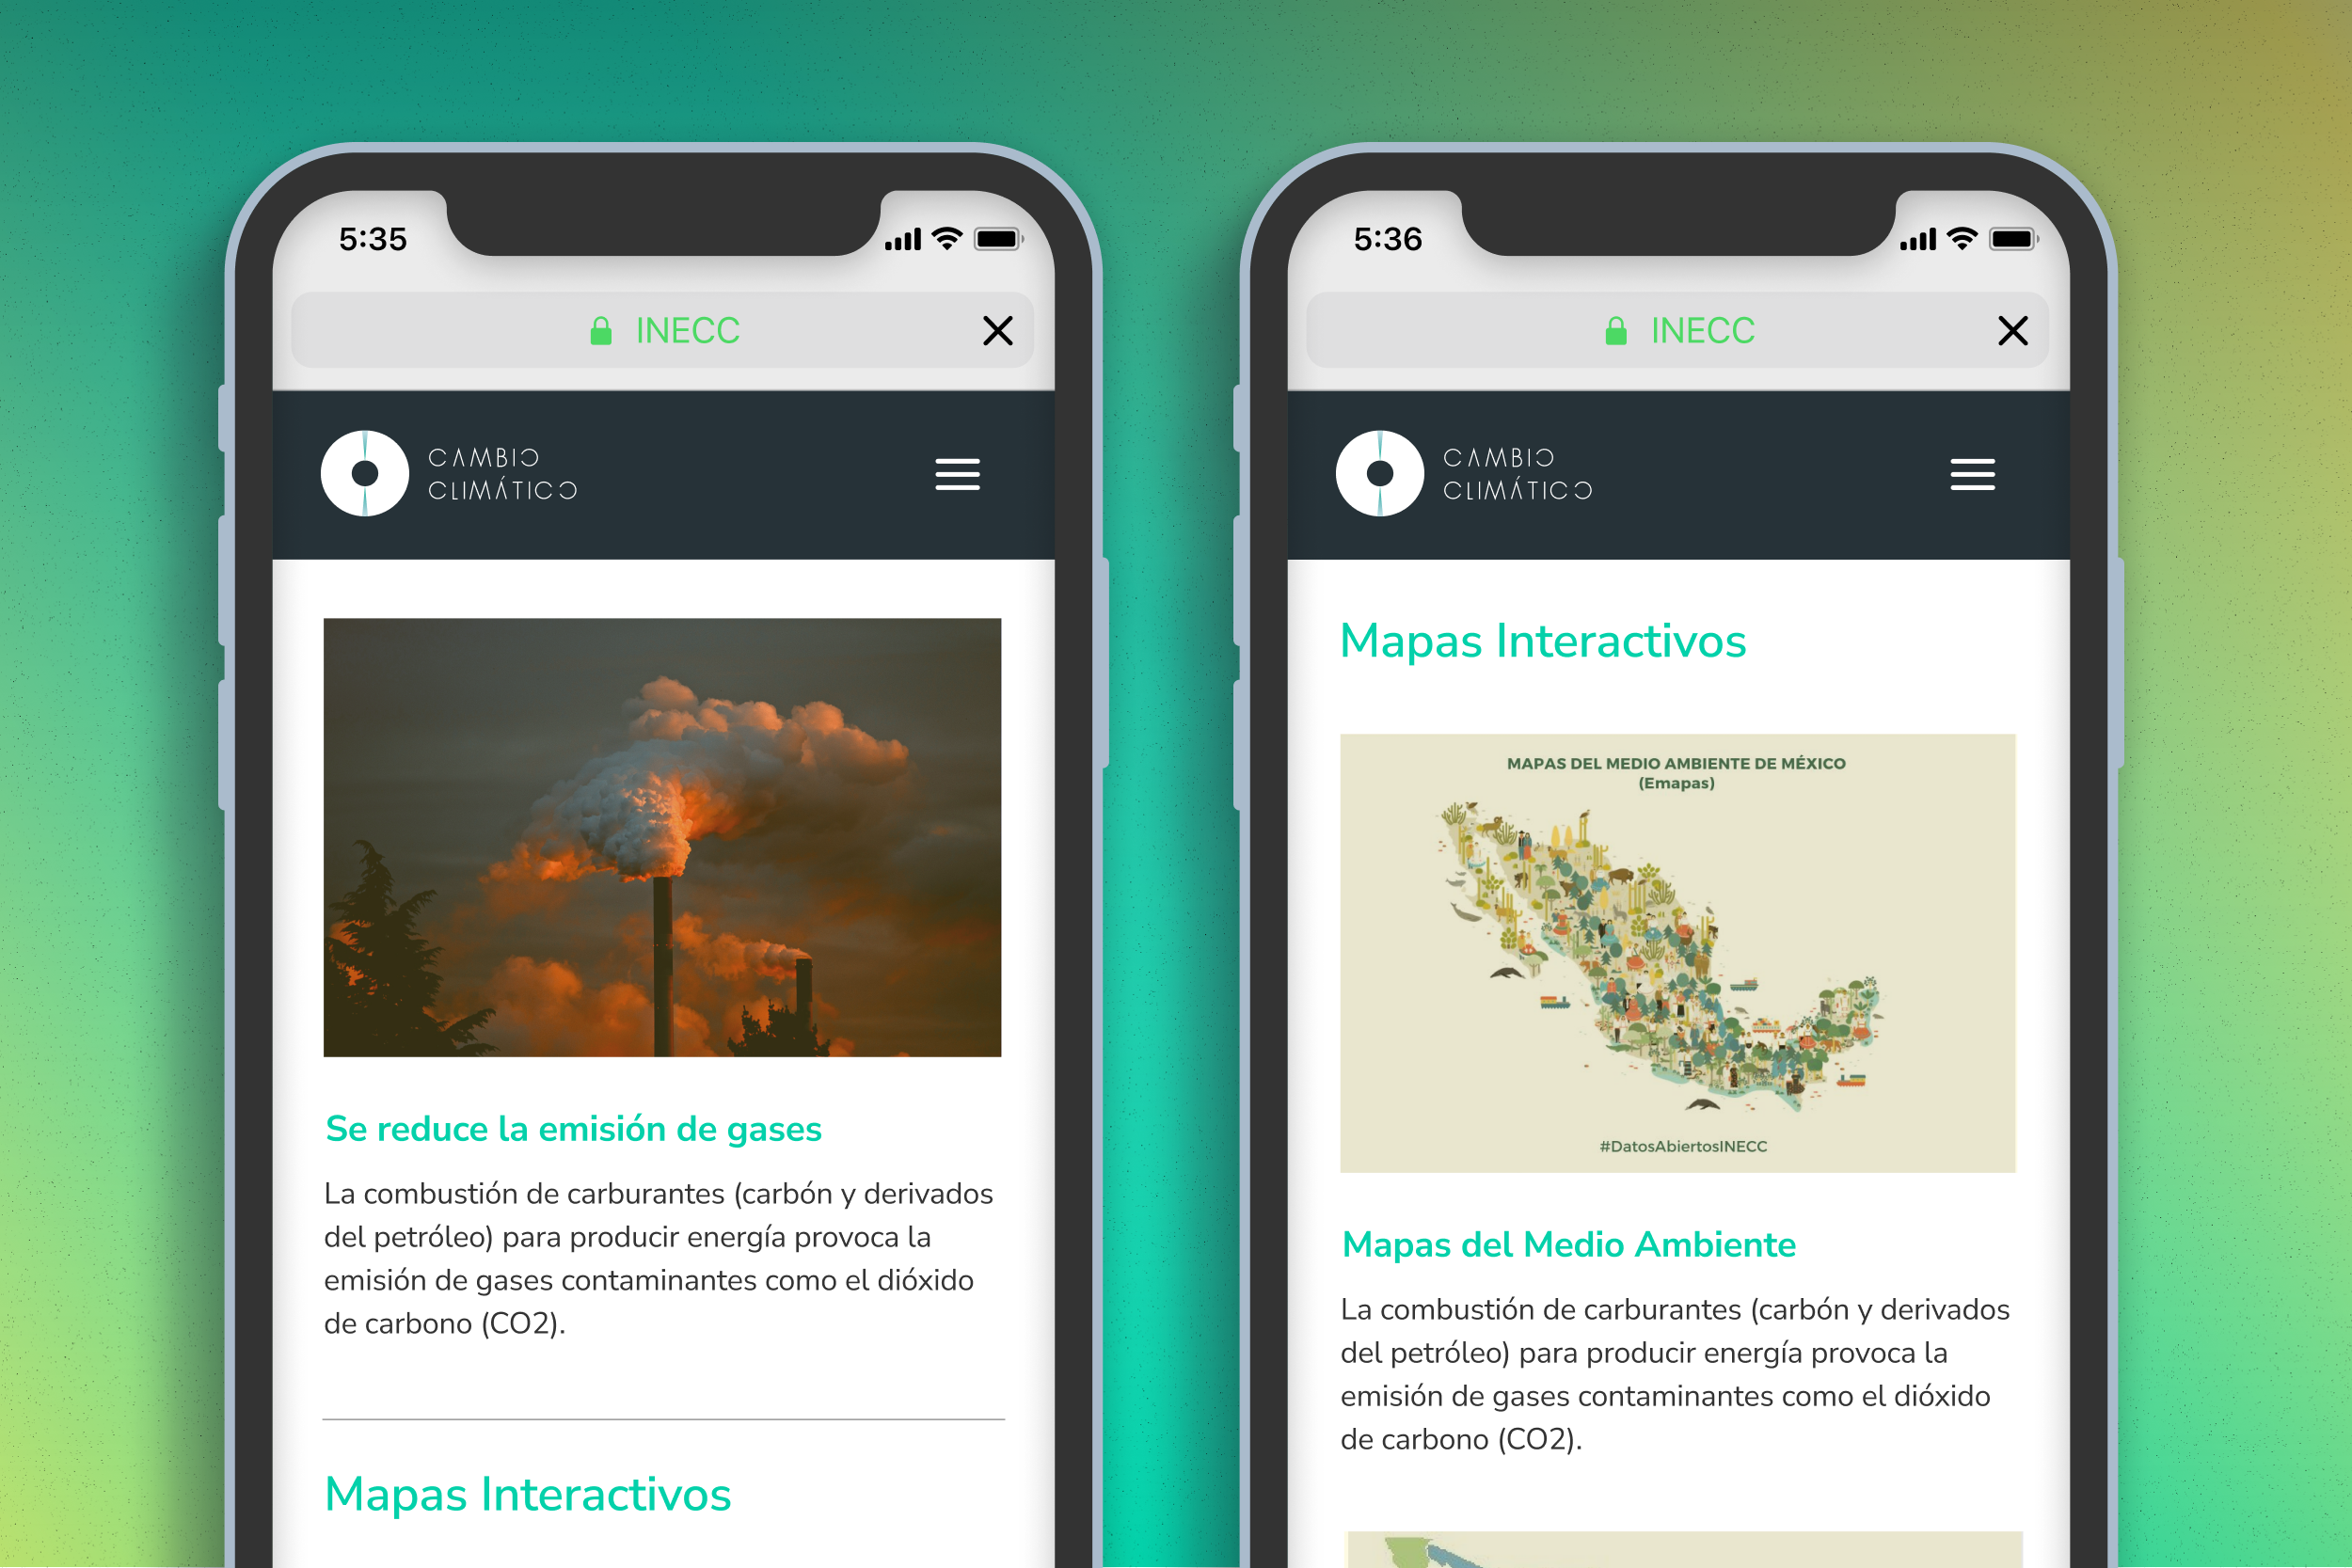 5:35
INECC
CAMBIO
CLIMÁTICO
Se reduce la emisión de gases
La combustión de carburantes (carbón y derivados
del petróleo) para producir energía provoca la
emisión de gases contaminantes como el dióxido
de carbono (CO2).
Mapas Interactivos
5:36
INECC
CAMBIO
CLIMÁTICO
Mapas Interactivos
MAPAS DEL MEDIO AMBIENTE DE MÉXICO
(Emapas)
#DatosAbiertosINECC
Mapas del Medio Ambiente
La combustión de carburantes (carbón y derivados
del petróleo) para producir energía provoca la
emisión de gases contaminantes como el dióxido
de carbono (CO2).